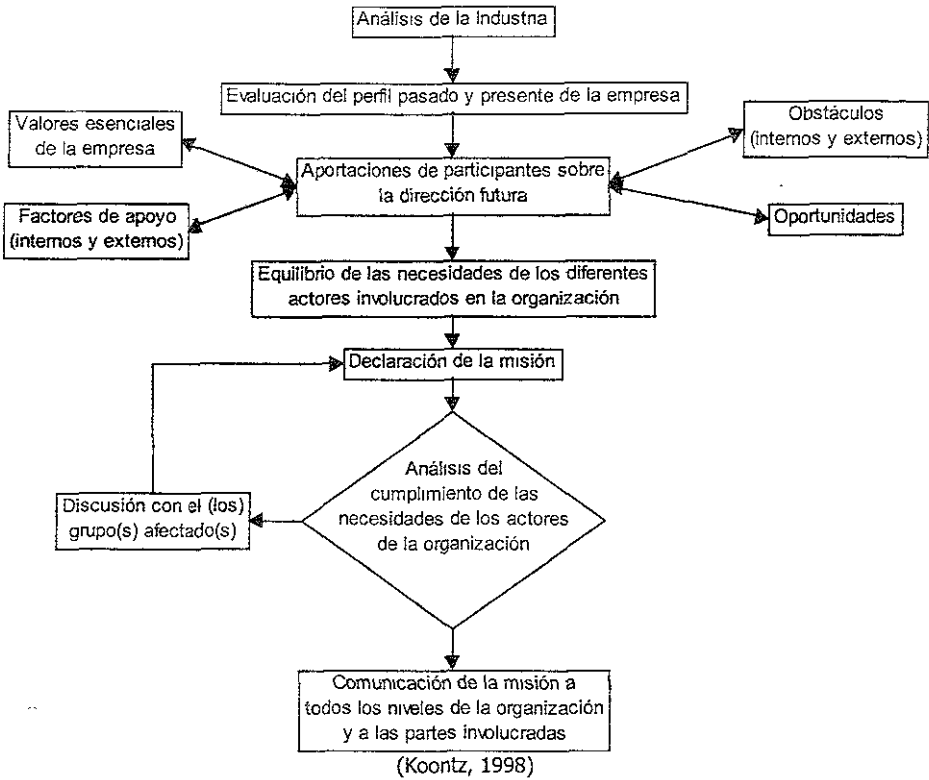 Análisis de la Industria
Evaluación del perfil pasado y presente de la empresa
Valores esenciales
de la empresa
Obstáculos
(internos y externos)
Aportaciones de participantes sobre
la dirección futura
Factores de apoyo
(internos y externos)
Oportunidades
Equilibrio de las necesidades de los diferentes
actores involucrados en la organización
Declaración de la misión
Análisis del
cumplimiento de las
necesidades de los actores
de la organización
Discusión con el (los)
grupo(s) afectado(s)
Comunicación de la misión a
todos los niveles de la organización
y a las partes involucradas
(Koontz, 1998)